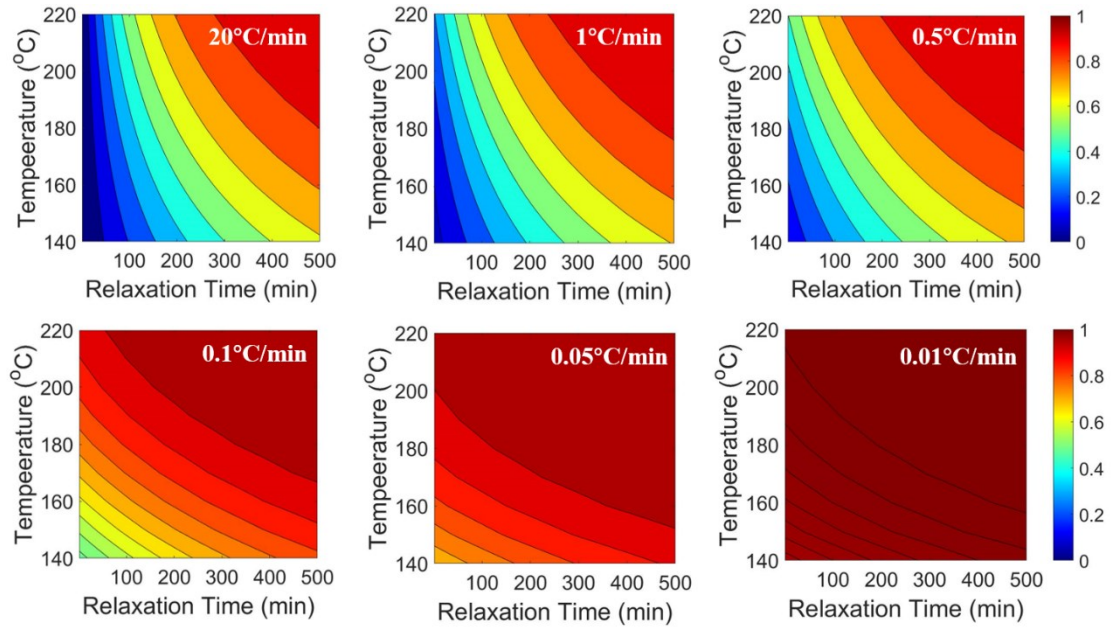 220
200
180
160
140
Tempeerature (°C)
20°C/min
100 200 300 400 500
Relaxation Time (min)
220
200
180
160
140
Tempeerature (°C)
1°C/min
100 200 300 400 500
Relaxation Time (min)
220
200
180
160
140
Tempeerature (°C)
0.5°C/min
100 200 300 400 500
Relaxation Time (min)
1
0.8
0.6
0.4
0.2
0
220
200
180
160
140
Tempeerature (°C)
0.1°C/min
100 200 300 400 500
Relaxation Time (min)
220
200
180
160
140
Tempeerature (°C)
0.05°C/min
100 200 300 400 500
Relaxation Time (min)
220
200
180
160
140
Tempeerature (°C)
0.01°C/min
100 200 300 400 500
Relaxation Time (min)
1
0.8
0.6
0.4
0.2
0